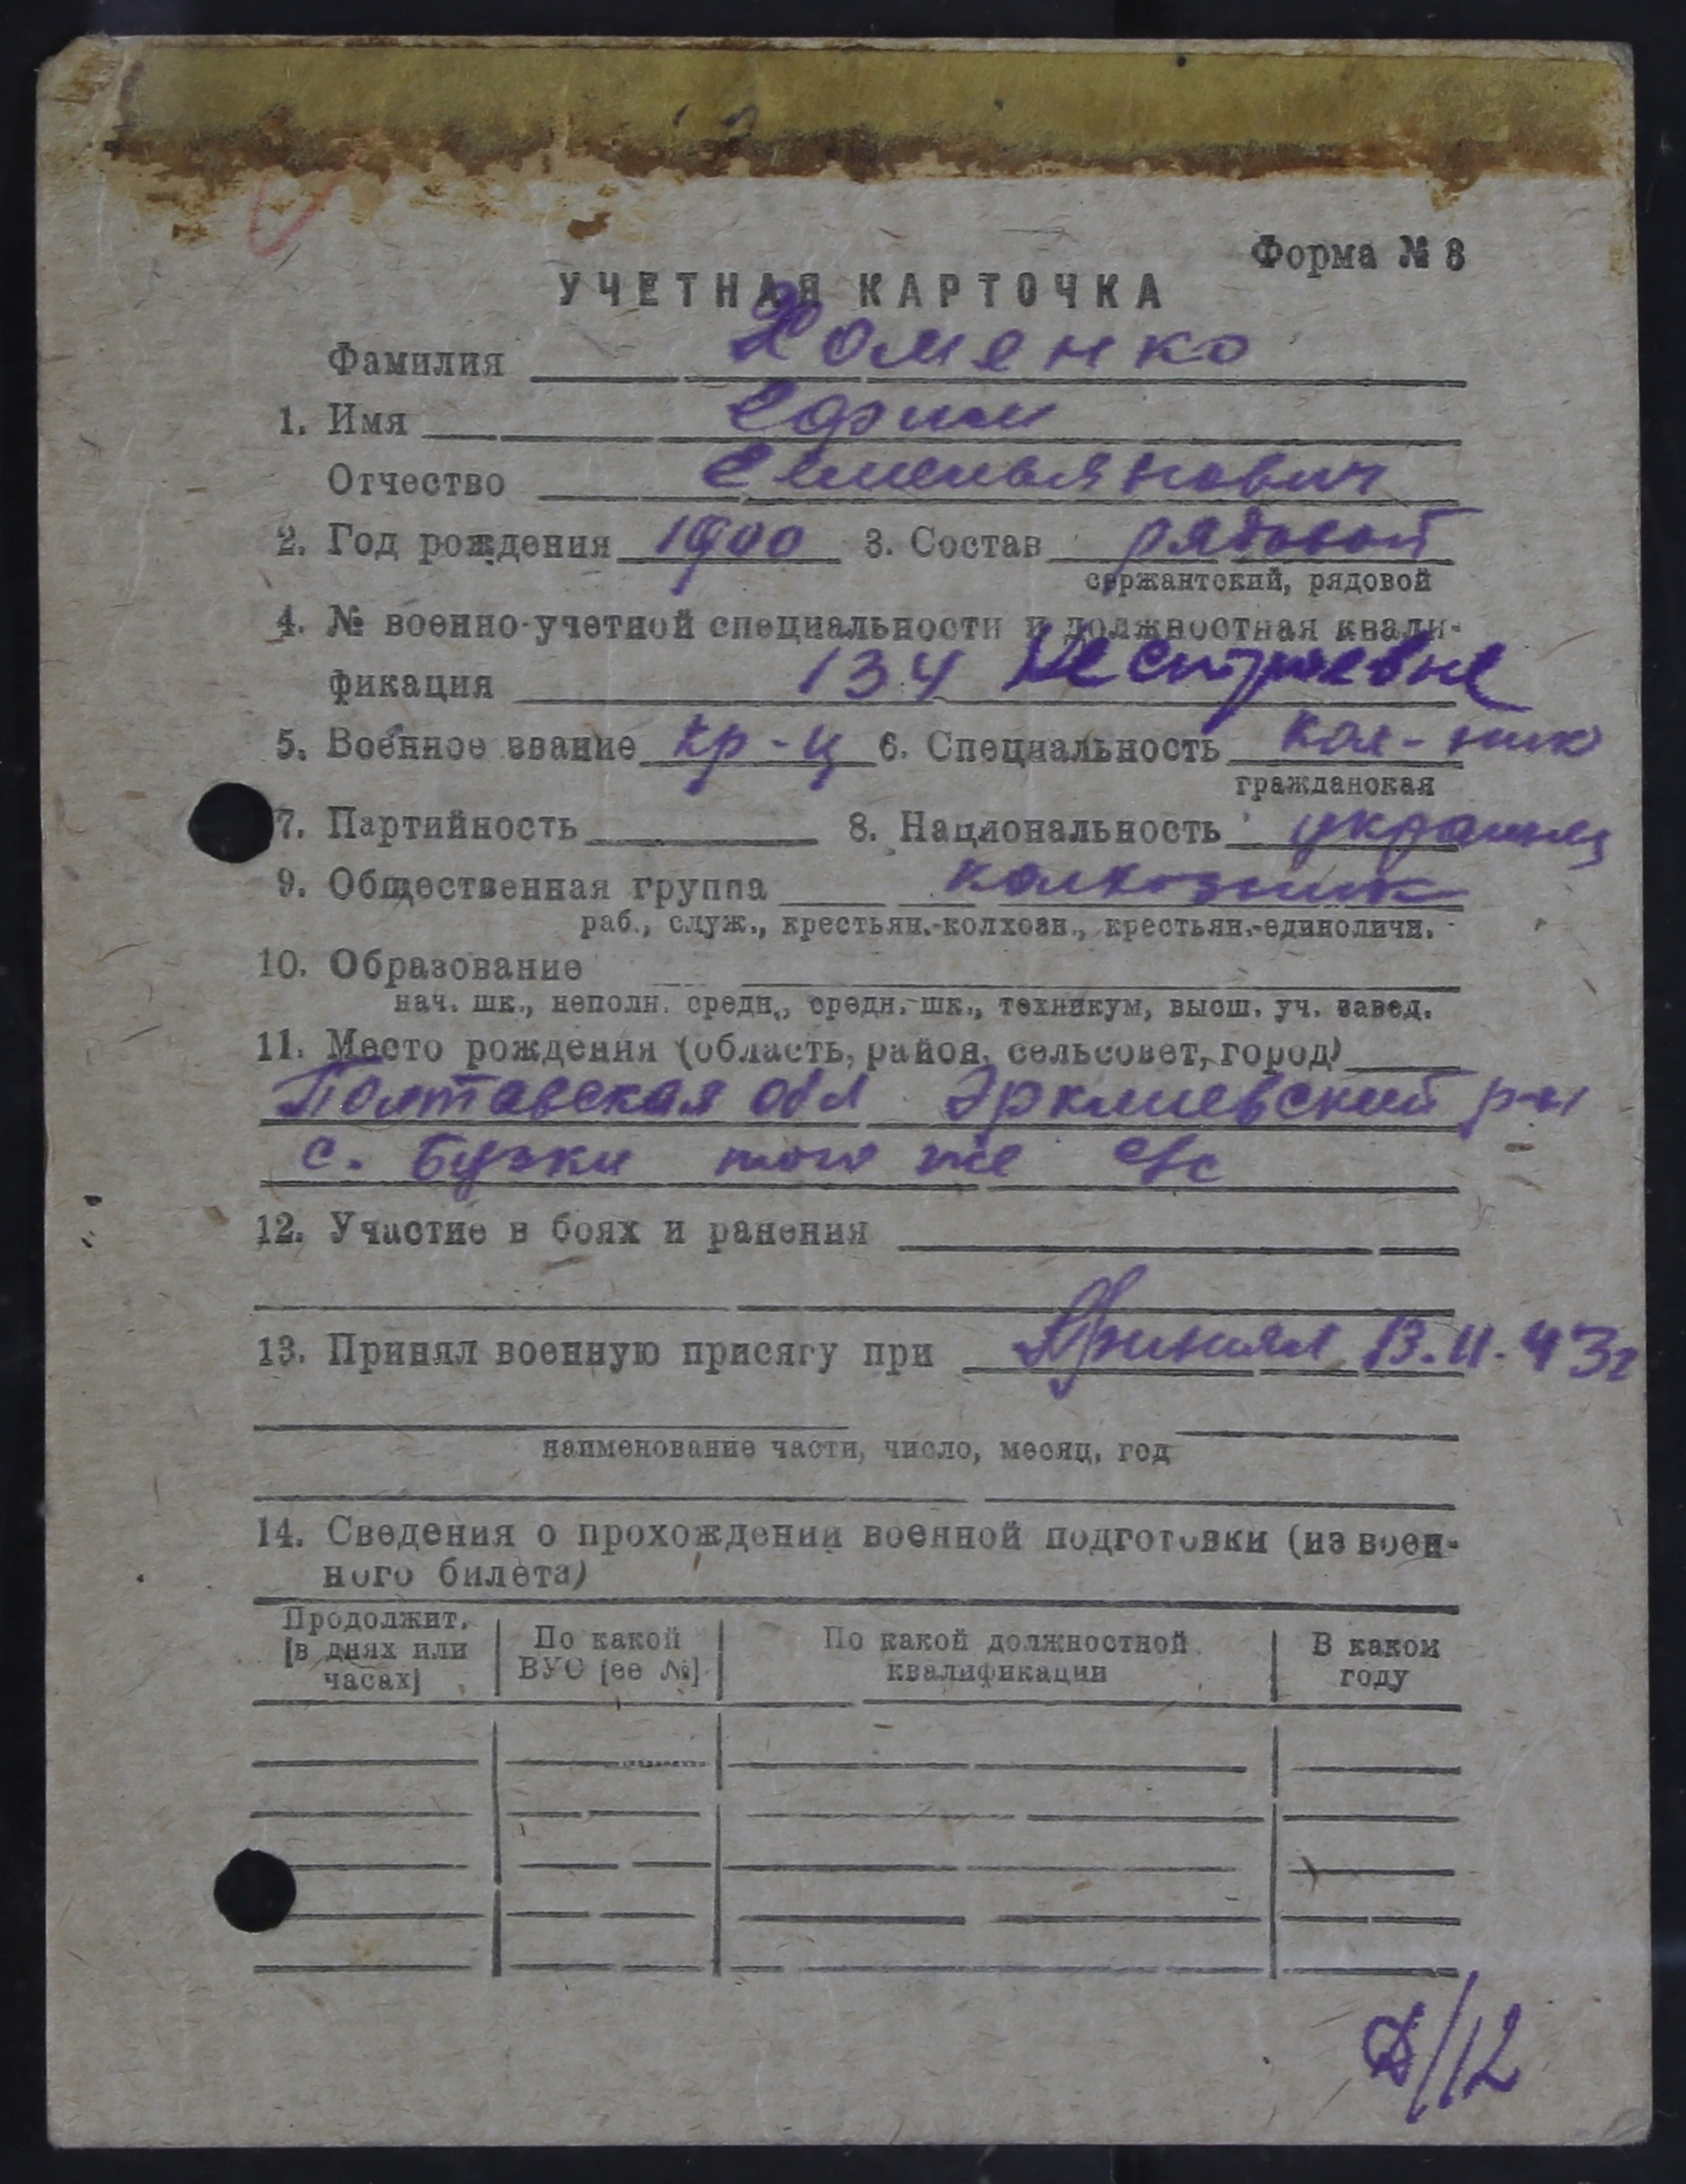 Форма № 8
УЧЕТНАЯ КАРТОЧКА
Фамилия Хоменко
1. Имя Ефим
Отчество Емельянович
2. Год рождения 1900 3. Состав рядовой
сержантский, рядовой
4. № военно-учетной специальности и должностная квали-
фикация 134
5. Военное звание кр-ц 6. Специальность кол-ник
гражданская
7. Партийность 8. Национальность украинец
9. Общественная группа колхозник
раб., служ., крестьян.-колхозн., крестьян.-единоличн.
10. Образование
нач. шк., неполн. средн., средн. шк., техникум, высш. уч. завед.
11. Место рождения (область, район, сельсовет, город)
Полтавская обл Эрклиевский р-н
с. Бузки того же с/с
12. Участие в боях и ранения
13. Принял военную присягу при Принял 13.11.43г
наименование части, число, месяц, год
14. Сведения о прохождении военной подготовки (из воен-
ного билета)
Продолжит. [в днях или часах] По какой ВУС [ее №] По какой должностной квалификации В каком году
/12